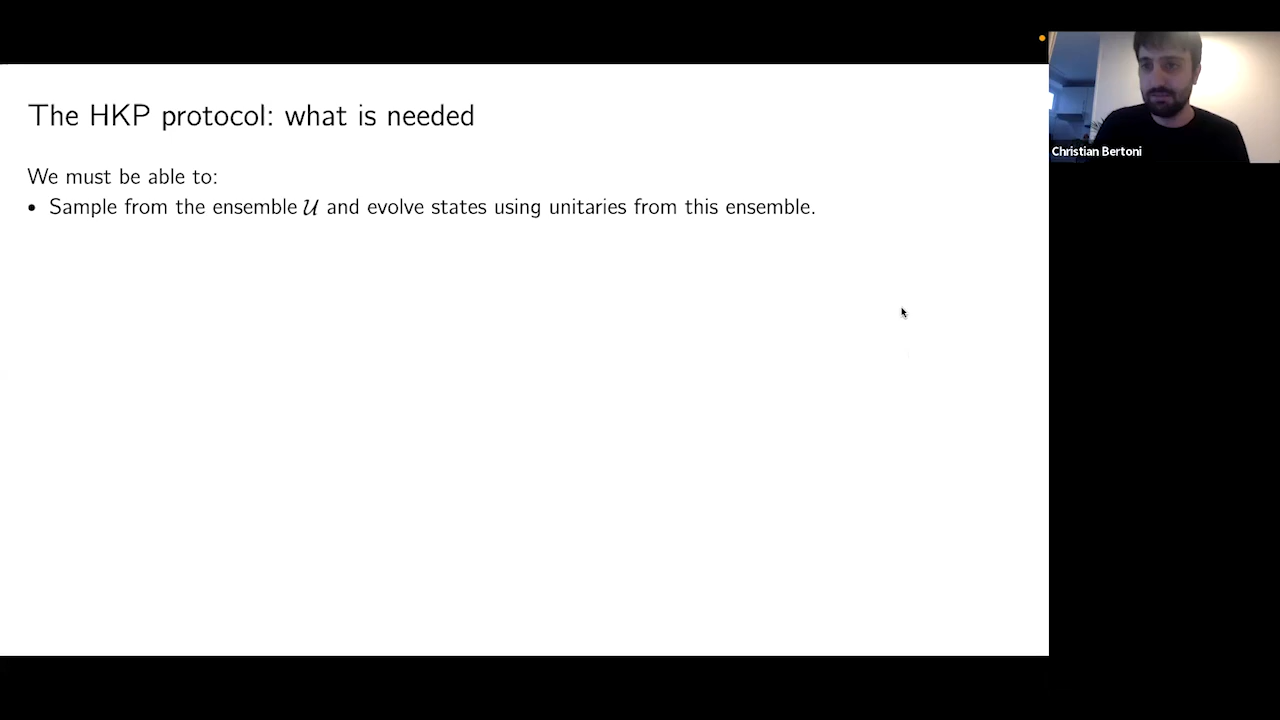 The HKP protocol: what is needed
We must be able to:
• Sample from the ensemble 𝒰 and evolve states using unitaries from this ensemble.
Christian Bertoni